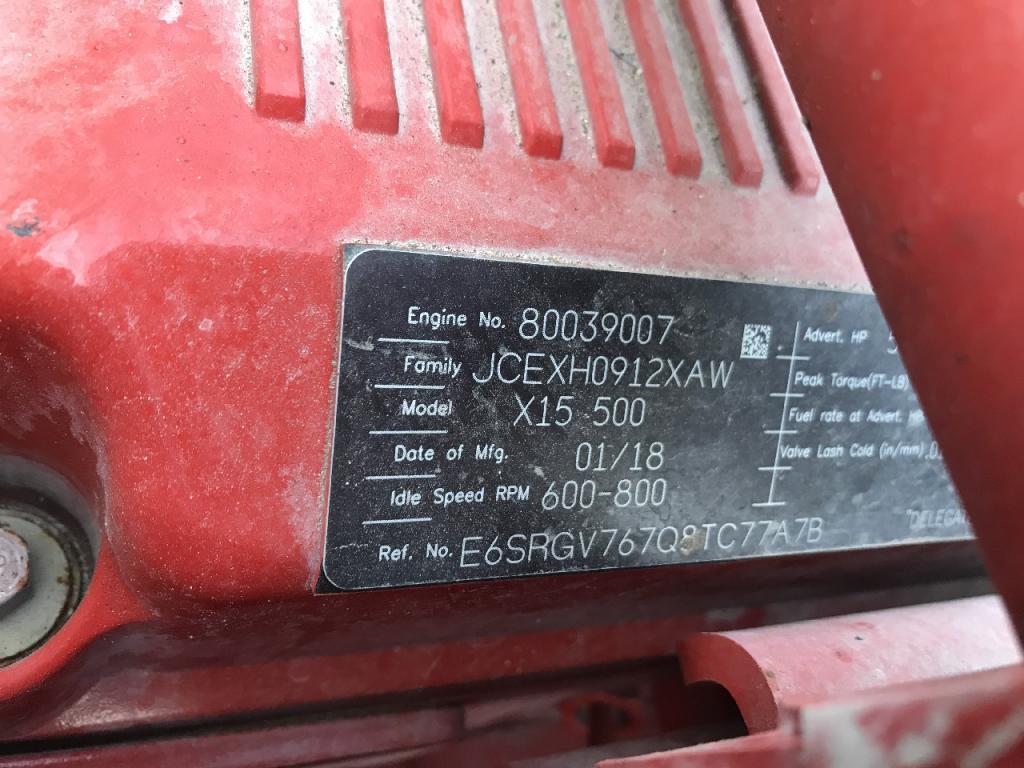 Engine No. 80039007
Family JCEXH0912XAW
Model X15 500
Date of Mfg. 01/18
Idle Speed RPM 600-800
Ref. No. E6SRGV767Q8TC77A7B
Advert. HP
Peak Torque(FT-LB)
Fuel rate at Advert. HP
Valve Lash Cold (in/mm)